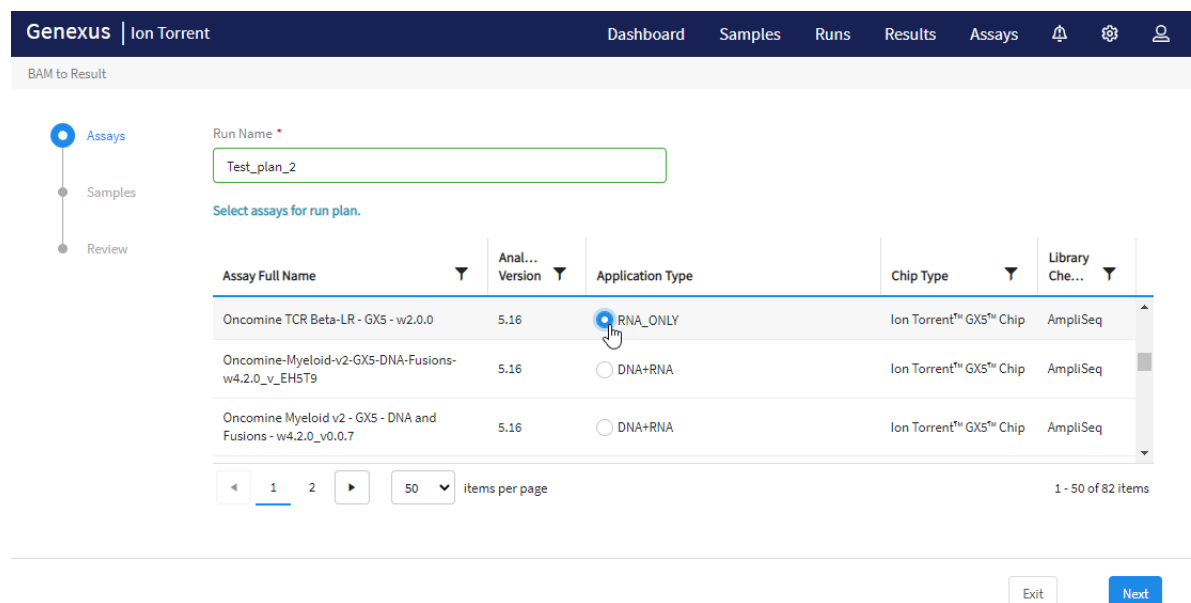 Genexus | Ion Torrent Dashboard Samples Runs Results Assays
BAM to Result
Assays
Samples
Review
Run Name *
Test_plan_2
Select assays for run plan.
Assay Full Name Anal... Version Application Type Chip Type Library Che...
Oncomine TCR Beta-LR - GX5 - w2.0.0 5.16 RNA_ONLY Ion Torrent™ GX5™ Chip AmpliSeq
Oncomine-Myeloid-v2-GX5-DNA-Fusions-
w4.2.0_v_EH5T9 5.16 DNA+RNA Ion Torrent™ GX5™ Chip AmpliSeq
Oncomine Myeloid v2 - GX5 - DNA and
Fusions - w4.2.0_v0.0.7 5.16 DNA+RNA Ion Torrent™ GX5™ Chip AmpliSeq
1 2 50 items per page 1 - 50 of 82 items
Exit Next